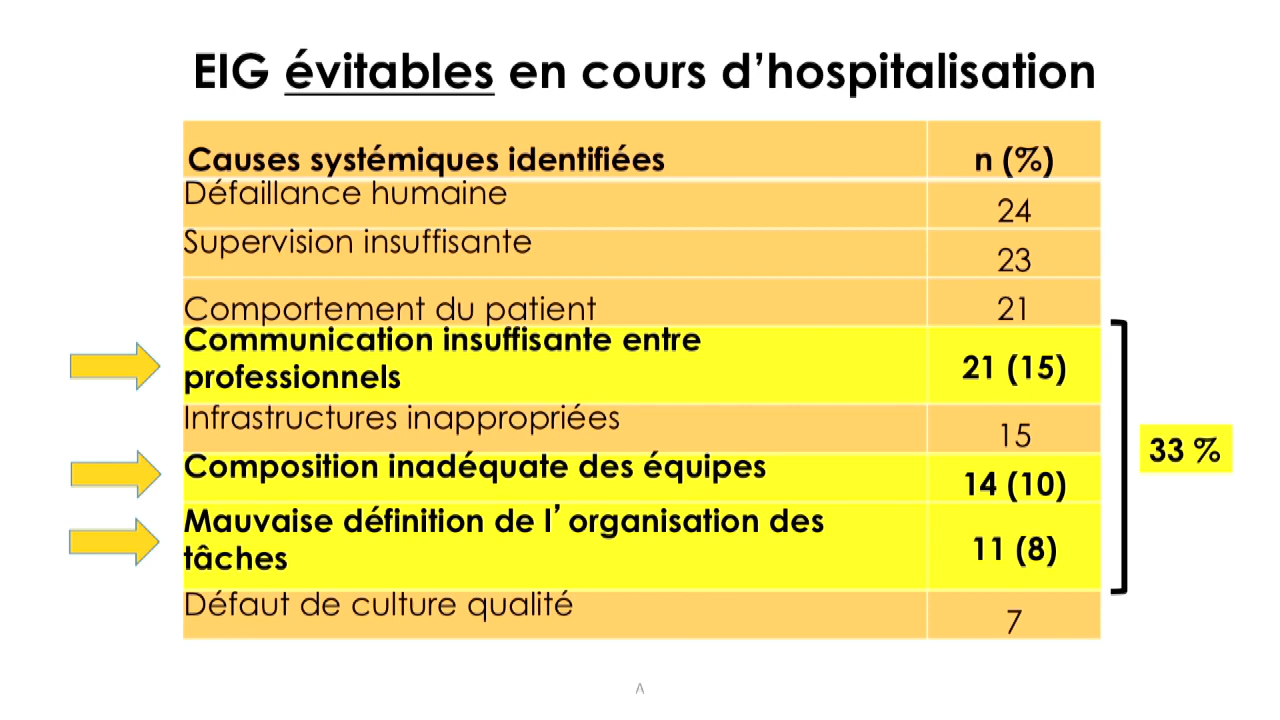 EIG évitables en cours d’hospitalisation
Causes systémiques identifiées n (%)
Défaillance humaine 24
Supervision insuffisante 23
Comportement du patient 21
Communication insuffisante entre
professionnels 21 (15)
Infrastructures inappropriées 15
Composition inadéquate des équipes 14 (10)
Mauvaise définition de l’organisation des
tâches 11 (8)
Défaut de culture qualité 7
33 %